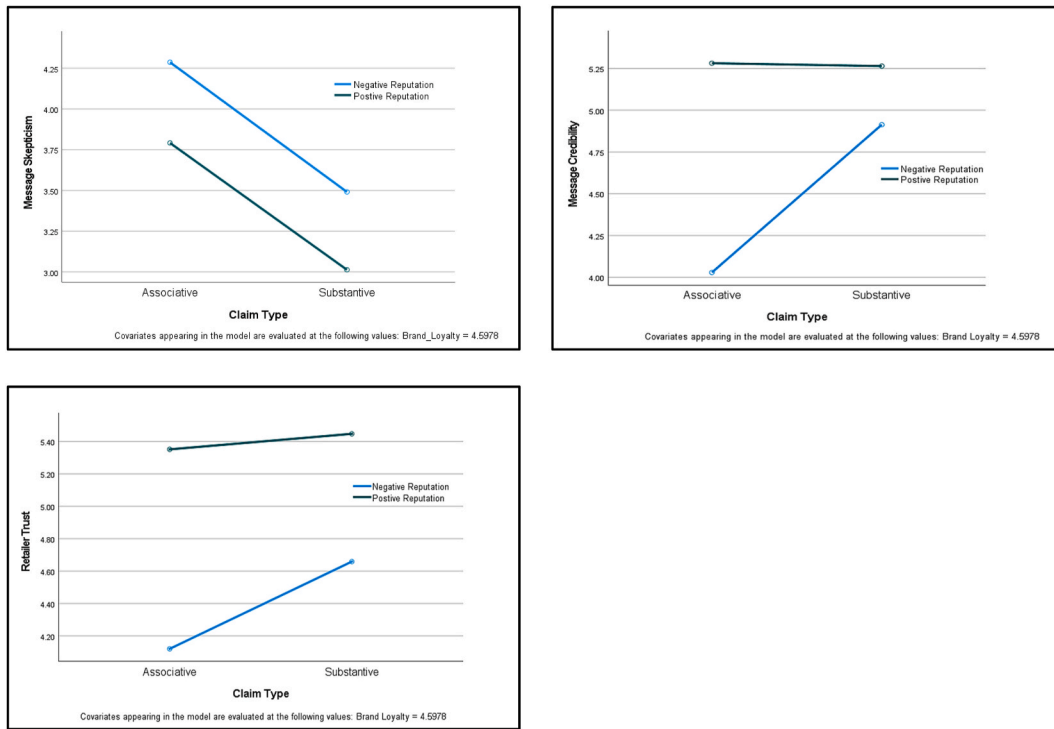 4.25
4.00
3.75
3.50
3.25
3.00
Message Skepticism
Negative Reputation
Postive Reputation
Associative
Substantive
Claim Type
Covariates appearing in the model are evaluated at the following values: Brand_Loyalty = 4.5978
5.25
5.00
4.75
4.50
4.25
4.00
Message Credibility
Negative Reputation
Postive Reputation
Associative
Substantive
Claim Type
Covariates appearing in the model are evaluated at the following values: Brand Loyalty = 4.5978
5.40
5.20
5.00
4.80
4.60
4.40
4.20
Retailer Trust
Negative Reputation
Postive Reputation
Associative
Substantive
Claim Type
Covariates appearing in the model are evaluated at the following values: Brand Loyalty = 4.5978